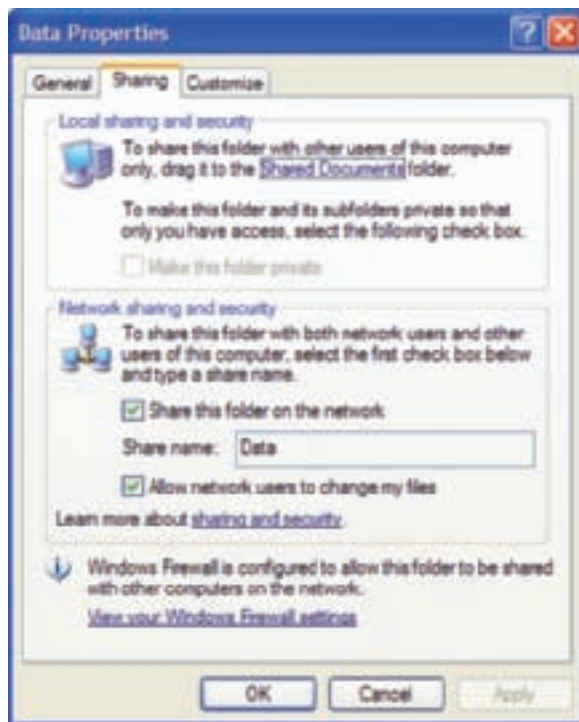 Data Properties
General Sharing Customize
Local sharing and security
To share this folder with other users of this computer
only, drag it to the Shared Documents folder.
To make this folder and its subfolders private so that
only you have access, select the following check box.
Make this folder private
Network sharing and security
To share this folder with both network users and other
users of this computer, select the first check box below
and type a share name.
Share this folder on the network
Share name: Data
Allow network users to change my files
Learn more about sharing and security.
Windows Firewall is configured to allow this folder to be shared
with other computers on the network.
View your Windows Firewall settings
OK Cancel Apply